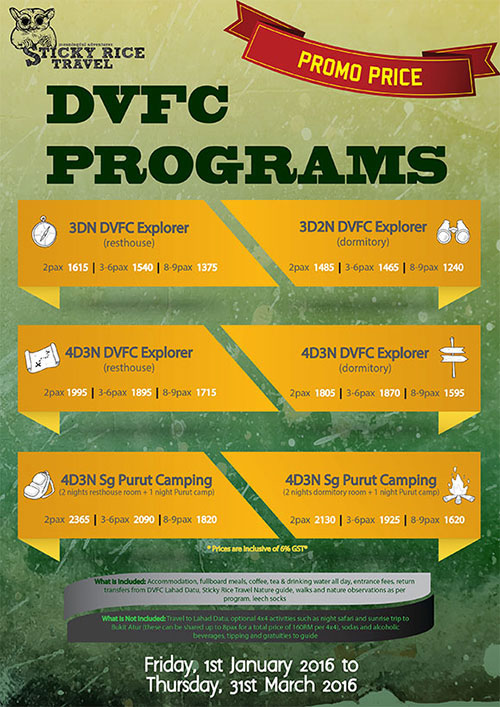 meaningful adventures
STICKY RICE
TRAVEL
PROMO PRICE
DVFC
PROGRAMS
3DN DVFC Explorer
(resthouse)
2pax 1615 | 3-6pax 1540 | 8-9pax 1375
3D2N DVFC Explorer
(dormitory)
2pax 1485 | 3-6pax 1465 | 8-9pax 1240
4D3N DVFC Explorer
(resthouse)
2pax 1995 | 3-6pax 1895 | 8-9pax 1715
4D3N DVFC Explorer
(dormitory)
2pax 1805 | 3-6pax 1870 | 8-9pax 1595
4D3N Sg Purut Camping
(2 nights resthouse room + 1 night Purut camp)
2pax 2365 | 3-6pax 2090 | 8-9pax 1820
4D3N Sg Purut Camping
(2 nights dormitory room + 1 night Purut camp)
2pax 2130 | 3-6pax 1925 | 8-9pax 1620
* Prices are inclusive of 6% GST*
What is Included: Accommodation, fullboard meals, coffee, tea & drinking water all day, entrance fees, return
transfers from DVFC Lahad Datu, Sticky Rice Travel Nature guide, walks and nature observations as per
program, leech socks
What is Not Included: Travel to Lahad Datu, optional 4x4 activities such as night safari and sunrise trip to
Bukit Atur (these can be shared up to 8pax for a total price of 160RM per 4x4), sodas and alcoholic
beverages, tipping and gratuities to guide
Friday, 1st January 2016 to
Thursday, 31st March 2016